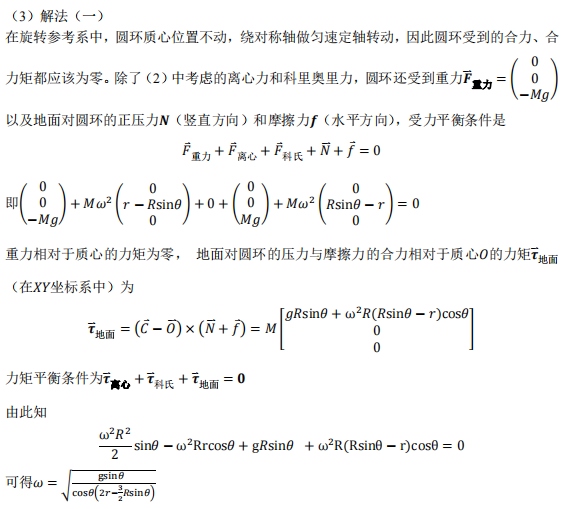 （3）解法（一）
在旋转参考系中，圆环质心位置不动，绕对称轴做匀速定轴转动，因此圆环受到的合力、合
力矩都应该为零。除了（2）中考虑的离心力和科里奥里力，圆环还受到重力$\vec{F}_{重力}=\begin{pmatrix}0\\0\\-Mg\end{pmatrix}$
以及地面对圆环的正压力$\boldsymbol{N}$（竖直方向）和摩擦力$\boldsymbol{f}$（水平方向），受力平衡条件是
$\vec{F}_{重力}+\vec{F}_{离心}+\vec{F}_{科氏}+\vec{N}+\vec{f}=0$
即$\begin{pmatrix}0\\0\\-Mg\end{pmatrix}+M\omega^2\begin{pmatrix}0\\r-R\sin\theta\\0\end{pmatrix}+0+\begin{pmatrix}0\\0\\Mg\end{pmatrix}+M\omega^2\begin{pmatrix}0\\R\sin\theta-r\\0\end{pmatrix}=0$
重力相对于质心的力矩为零， 地面对圆环的压力与摩擦力的合力相对于质心$O$的力矩$\vec{\tau}_{地面}$
（在$XY$坐标系中）为
$\vec{\tau}_{地面}=(\vec{C}-\vec{O})\times(\vec{N}+\vec{f})=M\begin{bmatrix}gR\sin\theta+\omega^2R(R\sin\theta-r)\cos\theta\\0\\0\end{bmatrix}$
力矩平衡条件为$\vec{\tau}_{离心}+\vec{\tau}_{科氏}+\vec{\tau}_{地面}=\mathbf{0}$
由此知
$\frac{\omega^2R^2}{2}\sin\theta-\omega^2Rr\cos\theta+gR\sin\theta+\omega^2R(R\sin\theta-r)\cos\theta=0$
可得$\omega=\sqrt{\frac{g\sin\theta}{\cos\theta\left(2r-\frac{3}{2}R\sin\theta\right)}}$